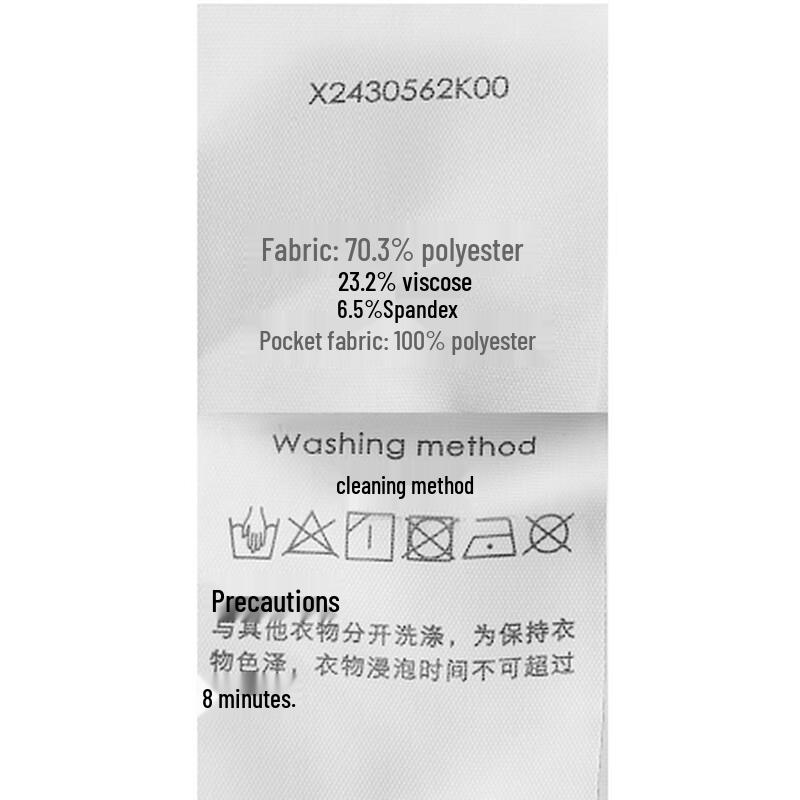 X2430562K00
Fabric: 70.3% polyester
23.2% viscose
6.5%Spandex
Pocket fabric: 100% polyester
Washing method
cleaning method
Precautions
与其他衣物分开洗涤，为保持衣
物色泽，衣物浸泡时间不可超过
8 minutes.